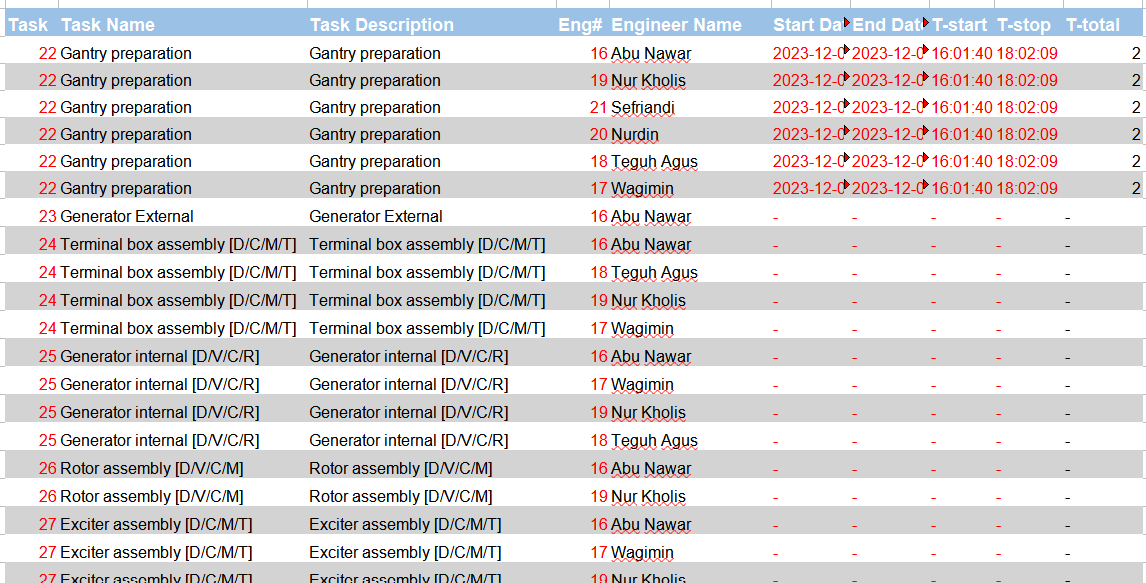 Task Task Name Task Description Eng# Engineer Name Start Da End Dat T-start T-stop T-total
22 Gantry preparation Gantry preparation 16 Abu Nawar 2023-12-0 2023-12-0 16:01:40 18:02:09 2
22 Gantry preparation Gantry preparation 19 Nur Kholis 2023-12-0 2023-12-0 16:01:40 18:02:09 2
22 Gantry preparation Gantry preparation 21 Sefriandi 2023-12-0 2023-12-0 16:01:40 18:02:09 2
22 Gantry preparation Gantry preparation 20 Nurdin 2023-12-0 2023-12-0 16:01:40 18:02:09 2
22 Gantry preparation Gantry preparation 18 Teguh Agus 2023-12-0 2023-12-0 16:01:40 18:02:09 2
22 Gantry preparation Gantry preparation 17 Wagimin 2023-12-0 2023-12-0 16:01:40 18:02:09 2
23 Generator External Generator External 16 Abu Nawar - - - - -
24 Terminal box assembly [D/C/M/T] Terminal box assembly [D/C/M/T] 16 Abu Nawar - - - - -
24 Terminal box assembly [D/C/M/T] Terminal box assembly [D/C/M/T] 18 Teguh Agus - - - - -
24 Terminal box assembly [D/C/M/T] Terminal box assembly [D/C/M/T] 19 Nur Kholis - - - - -
24 Terminal box assembly [D/C/M/T] Terminal box assembly [D/C/M/T] 17 Wagimin - - - - -
25 Generator internal [D/V/C/R] Generator internal [D/V/C/R] 16 Abu Nawar - - - - -
25 Generator internal [D/V/C/R] Generator internal [D/V/C/R] 17 Wagimin - - - - -
25 Generator internal [D/V/C/R] Generator internal [D/V/C/R] 19 Nur Kholis - - - - -
25 Generator internal [D/V/C/R] Generator internal [D/V/C/R] 18 Teguh Agus - - - - -
26 Rotor assembly [D/V/C/M] Rotor assembly [D/V/C/M] 16 Abu Nawar - - - - -
26 Rotor assembly [D/V/C/M] Rotor assembly [D/V/C/M] 19 Nur Kholis - - - - -
27 Exciter assembly [D/C/M/T] Exciter assembly [D/C/M/T] 16 Abu Nawar - - - - -
27 Exciter assembly [D/C/M/T] Exciter assembly [D/C/M/T] 17 Wagimin - - - - -
27 Exciter assembly [D/C/M/T] Exciter assembly [D/C/M/T] 19 Nur Kholis - - - - -